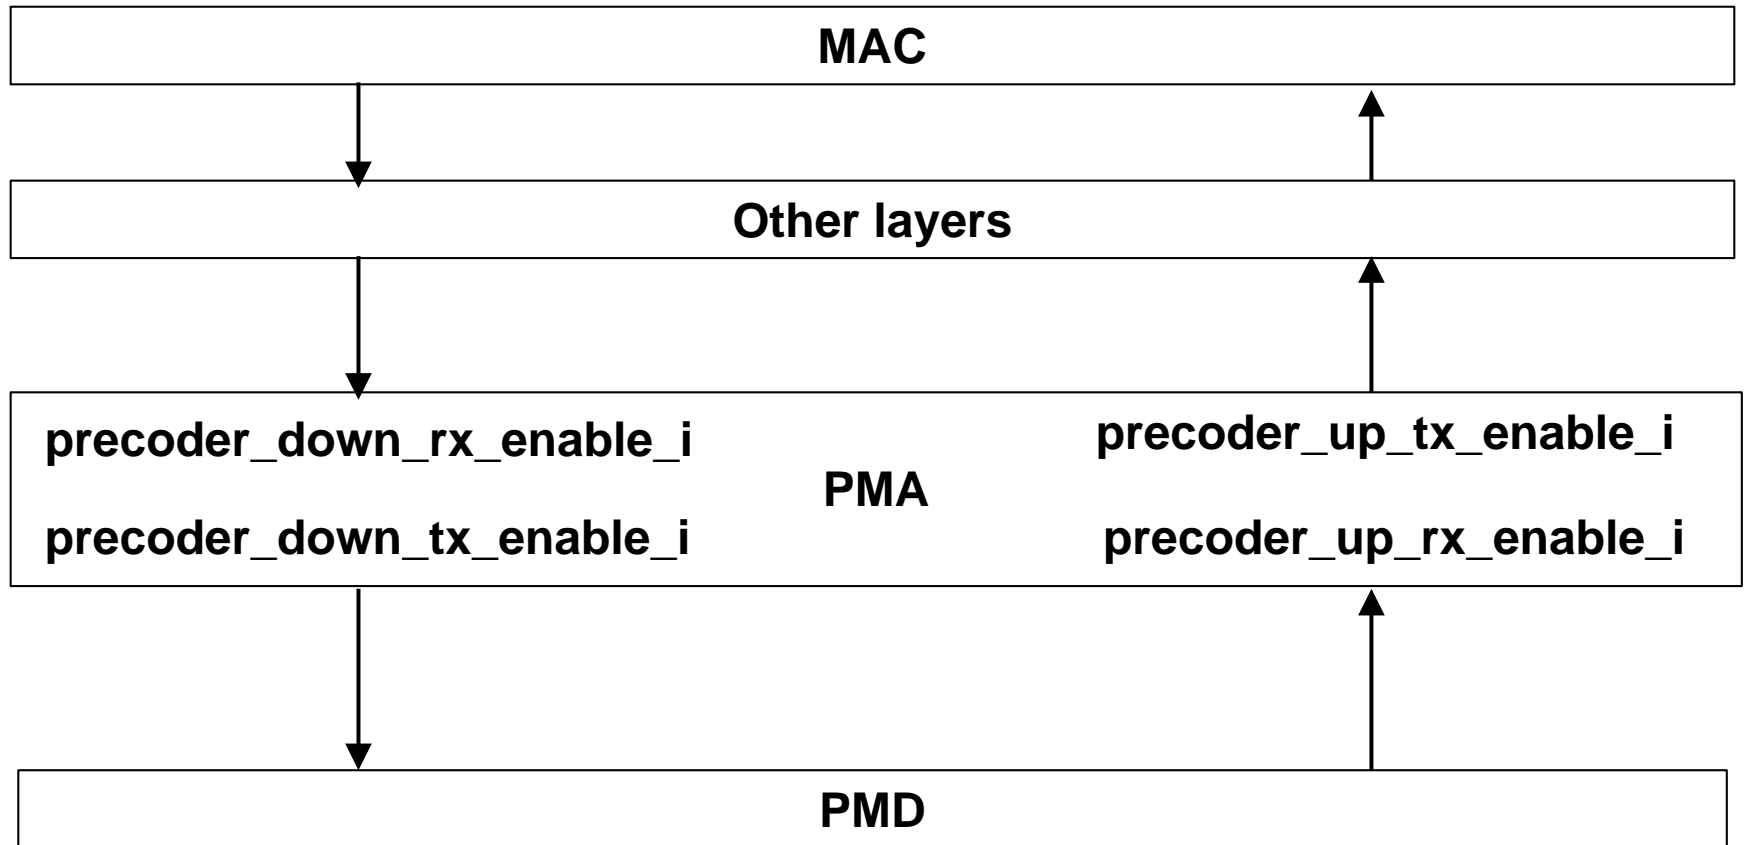 MAC
Other layers
precoder_down_rx_enable_i
precoder_up_tx_enable_i
PMA
precoder_down_tx_enable_i
precoder_up_rx_enable_i
PMD